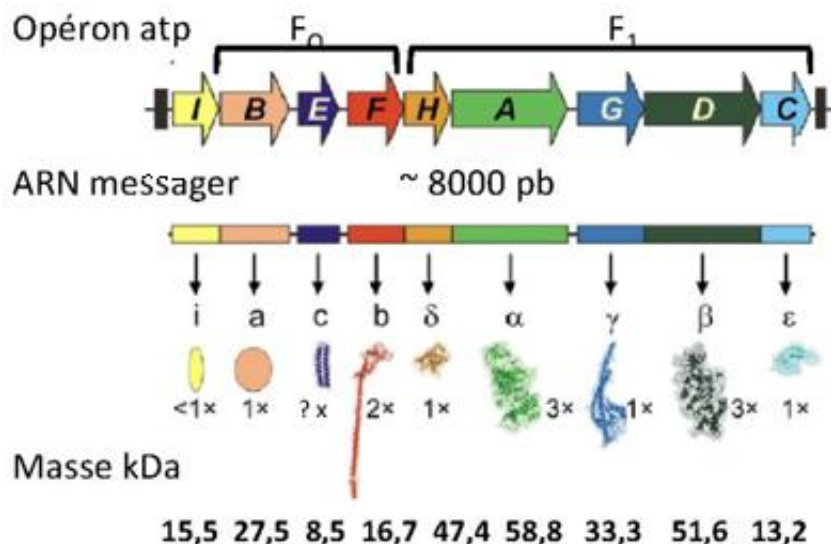 Opéron atp F₀ F₁
I B E F H A G D C
ARN messager ~ 8000 pb
i a c b δ α γ β ε
<1× 1× ? x 2× 1× 3× 1× 3× 1×
Masse kDa
15,5 27,5 8,5 16,7 47,4 58,8 33,3 51,6 13,2